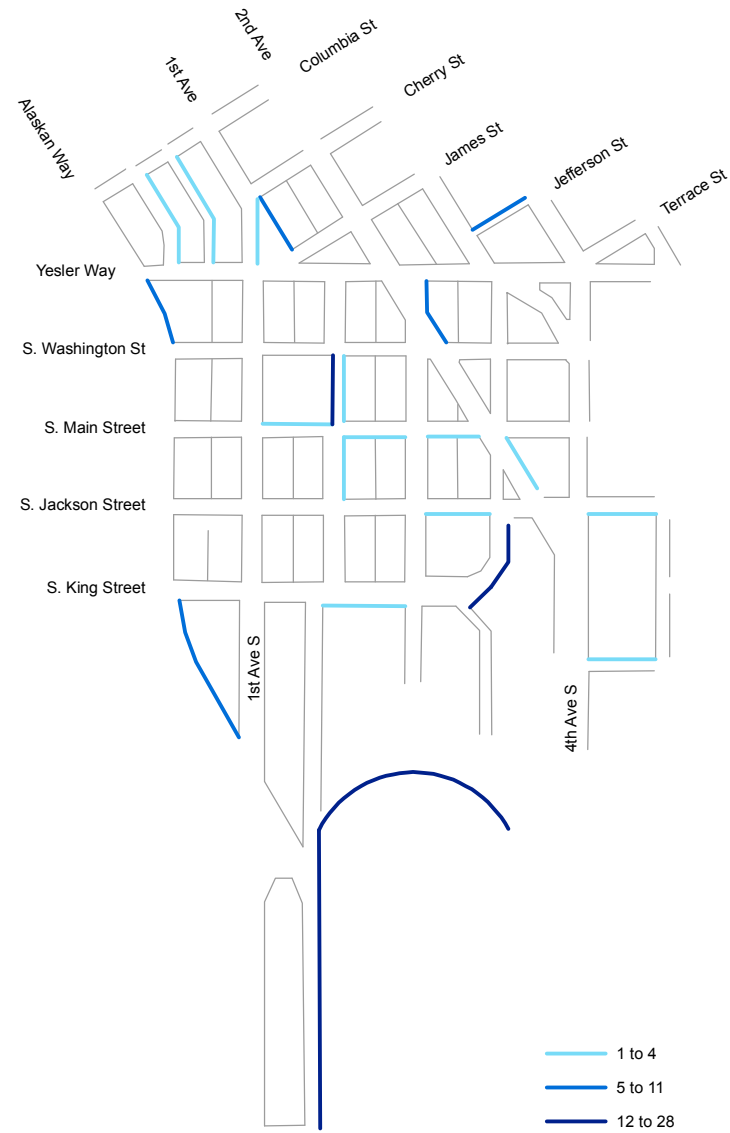 2nd Ave
Columbia St
1st Ave
Cherry St
Alaskan Way
James St
Jefferson St
Terrace St
Yesler Way
S. Washington St
S. Main Street
S. Jackson Street
S. King Street
1st Ave S
4th Ave S
1 to 4
5 to 11
12 to 28